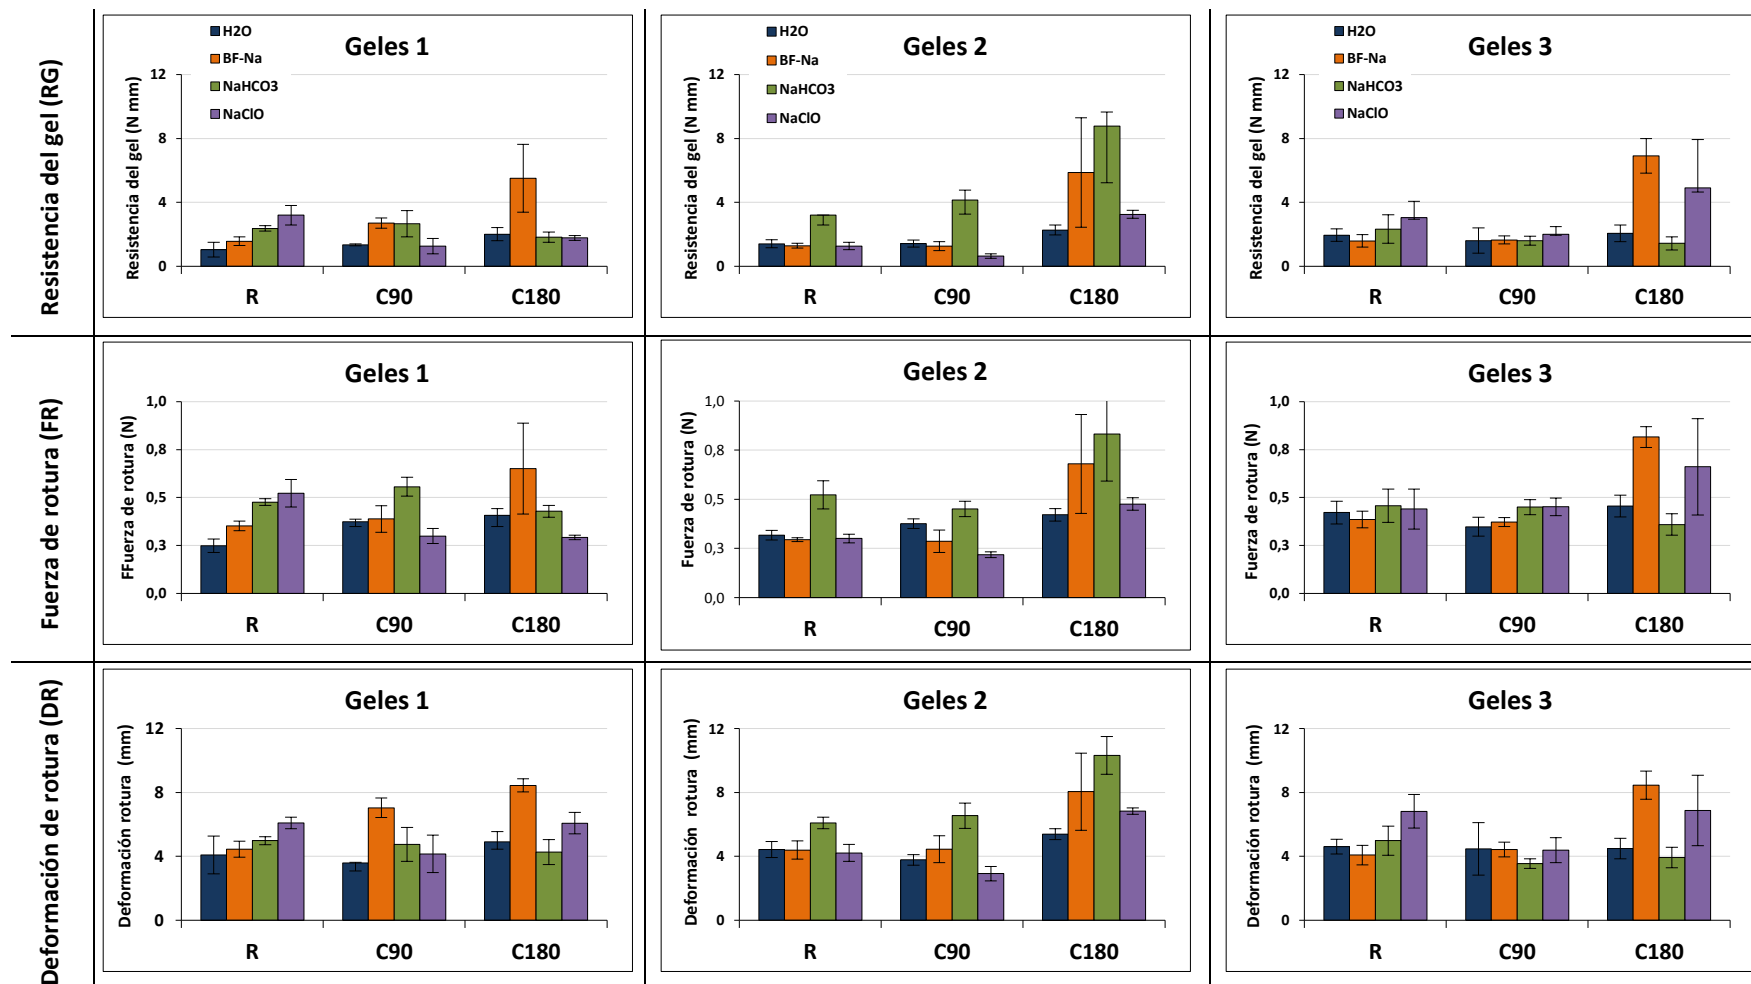 Resistencia del gel (RG)
Geles 1
H2O
BF-Na
NaHCO3
NaClO
Resistencia del gel (N mm)
12
8
4
0
R C90 C180
Geles 2
H2O
BF-Na
NaHCO3
NaClO
Resistencia del gel (N mm)
12
8
4
0
R C90 C180
Geles 3
H2O
BF-Na
NaHCO3
NaClO
Resistencia del gel (N mm)
12
8
4
0
R C90 C180
Fuerza de rotura (FR)
Geles 1
FFuerza de rotura (N)
1,0
0,8
0,5
0,3
0,0
R C90 C180
Geles 2
Fuerza de rotura (N)
1,0
0,8
0,5
0,3
0,0
R C90 C180
Geles 3
Fuerza de rotura (N)
1,0
0,8
0,5
0,3
0,0
R C90 C180
Deformación de rotura (DR)
Geles 1
Deformación rotura (mm)
12
8
4
0
R C90 C180
Geles 2
Deformación rotura (mm)
12
8
4
0
R C90 C180
Geles 3
Deformación rotura (mm)
12
8
4
0
R C90 C180